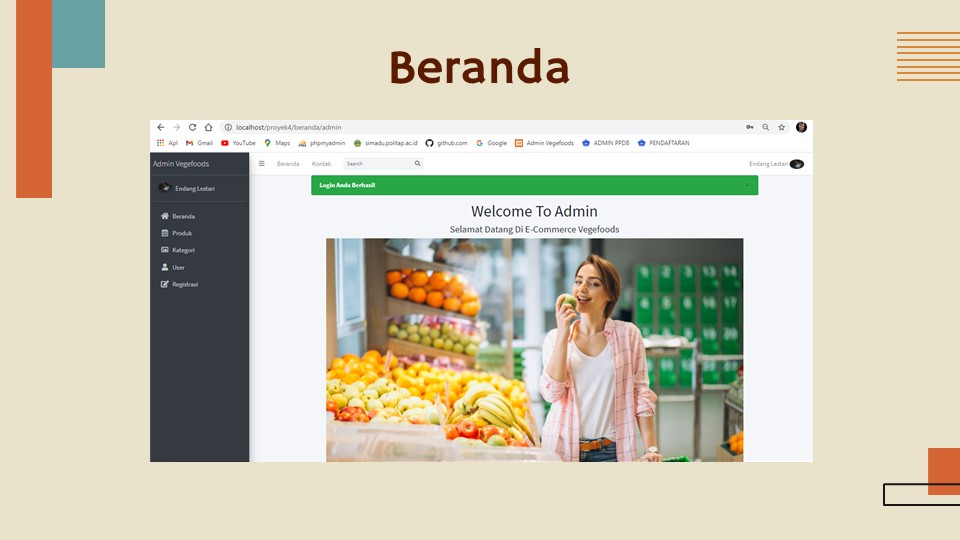 Beranda
localhost/proyek4/beranda/admin
Apl Gmail YouTube Maps phpmyadmin simadu.politap.ac.id github.com Google Admin Vegefoods ADMIN PPDB PENDAFTARAN
Admin Vegefoods
Beranda Kontak Search Endang Lestari
Endang Lestari
Login Anda Berhasil
Beranda
Produk
Kategori
User
Registrasi
Welcome To Admin
Selamat Datang Di E-Commerce Vegefoods